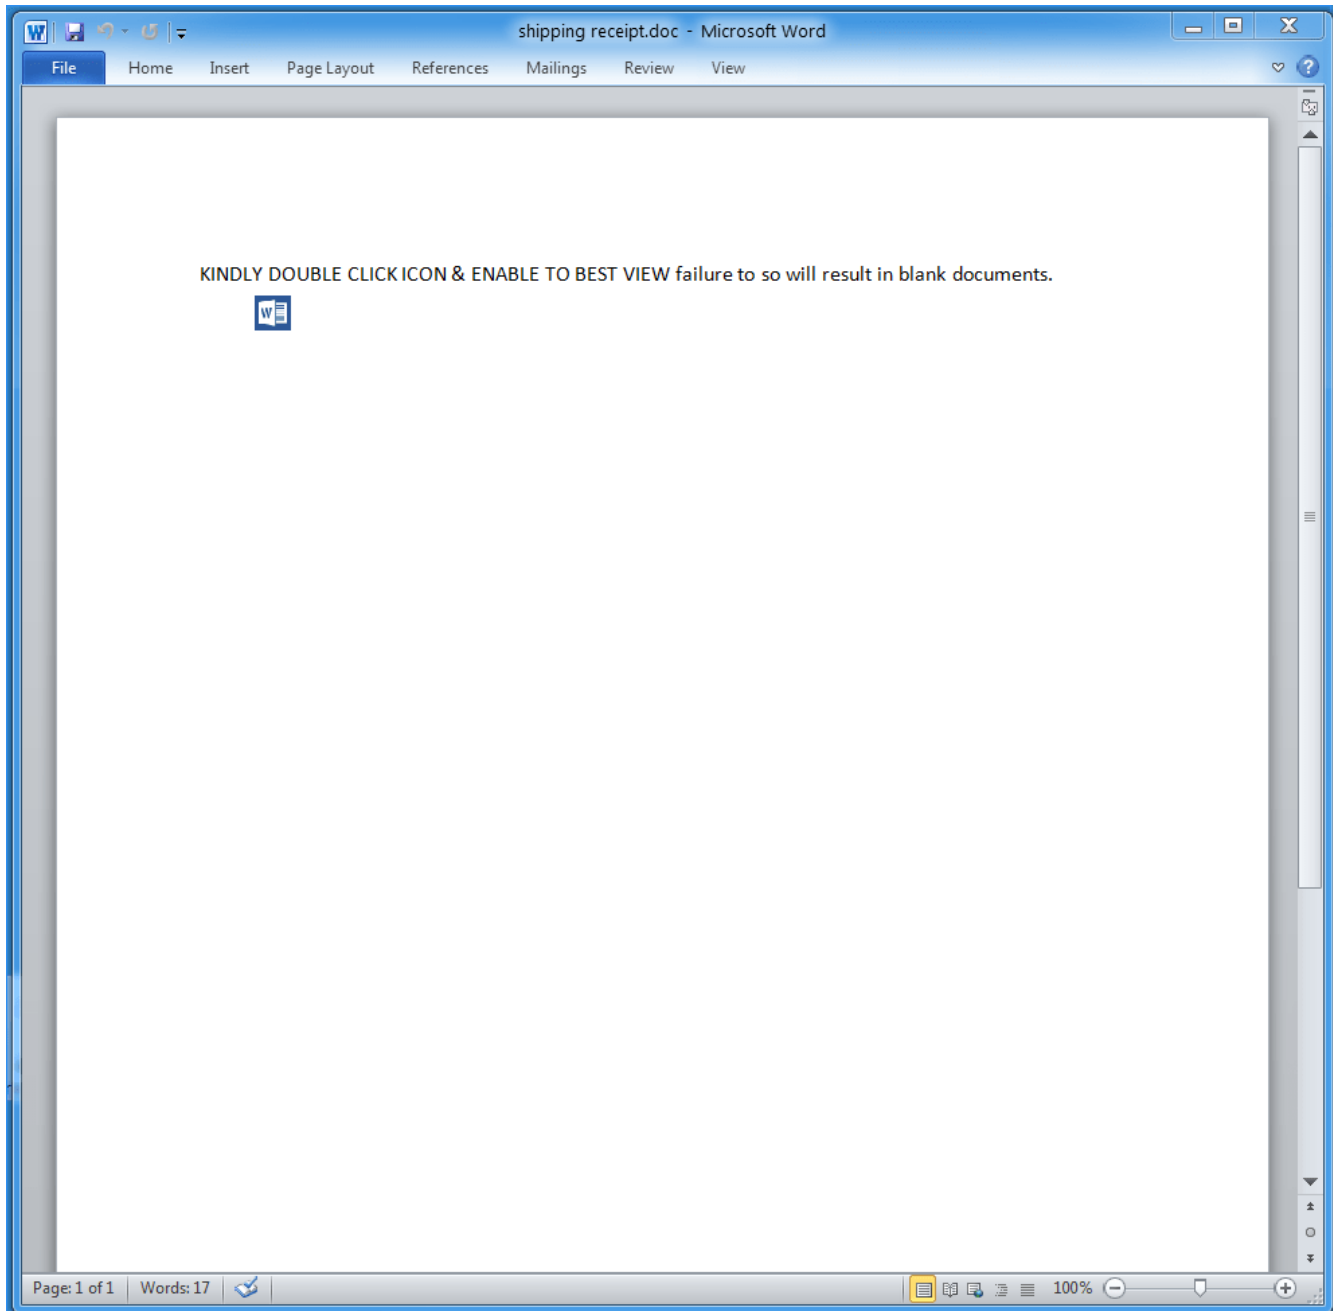 shipping receipt.doc - Microsoft Word
File Home Insert Page Layout References Mailings Review View
KINDLY DOUBLE CLICK ICON & ENABLE TO BEST VIEW failure to so will result in blank documents.
Page: 1 of 1 Words: 17 100%